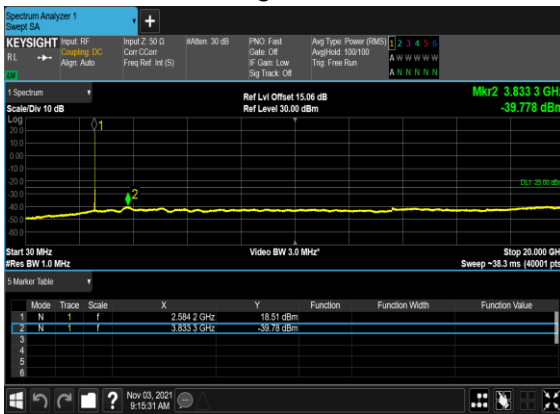 Spectrum Analyzer 1
Swept SA
+
KEYSIGHT Input: RF Input Z: 50 Ω #Atten: 30 dB PNO: Fast Avg Type: Power (RMS) 1 2 3 4 5 6
RL Coupling: DC Corr CCorr Gate: Off Avg|Hold: 100/100 A W W W W W
Align: Auto Freq Ref: Int (S) IF Gain: Low Trig: Free Run
Sig Track: Off A N N N N N
1 Spectrum
Ref Lvl Offset 15.06 dB Mkr2 3.833 3 GHz
Scale/Div 10 dB Ref Level 30.00 dBm -39.778 dBm
Log
20.0
1
10.0
0.00
-10.0
-20.0
DL1 -25.00 dBm
-30.0
2
-40.0
-50.0
-60.0
Start 30 MHz Video BW 3.0 MHz* Stop 20.000 GHz
#Res BW 1.0 MHz Sweep ~38.3 ms (40001 pts)
5 Marker Table
Mode Trace Scale X Y Function Function Width Function Value
1 N 1 f 2.584 2 GHz 18.51 dBm
2 N 1 f 3.833 3 GHz -39.78 dBm
3
4
5
6
? Nov 03, 2021
9:15:31 AM